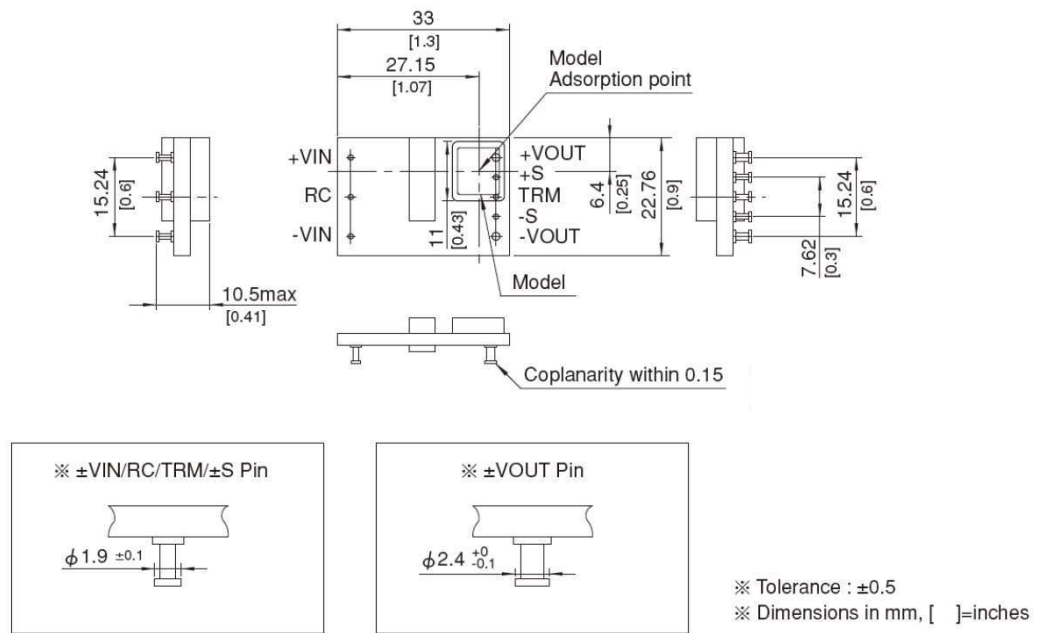 33
[1.3]
27.15
[1.07]
Model
Adsorption point
+VIN
RC
-VIN
15.24
[0.6]
10.5max
[0.41]
11
[0.43]
+VOUT
+S
TRM
-S
-VOUT
6.4
[0.25]
22.76
[0.9]
15.24
[0.6]
7.62
[0.3]
Model
Coplanarity within 0.15
※ ±VIN/RC/TRM/±S Pin
ϕ1.9 ±0.1
※ ±VOUT Pin
ϕ2.4 +0 -0.1
※ Tolerance : ±0.5
※ Dimensions in mm, [ ]=inches